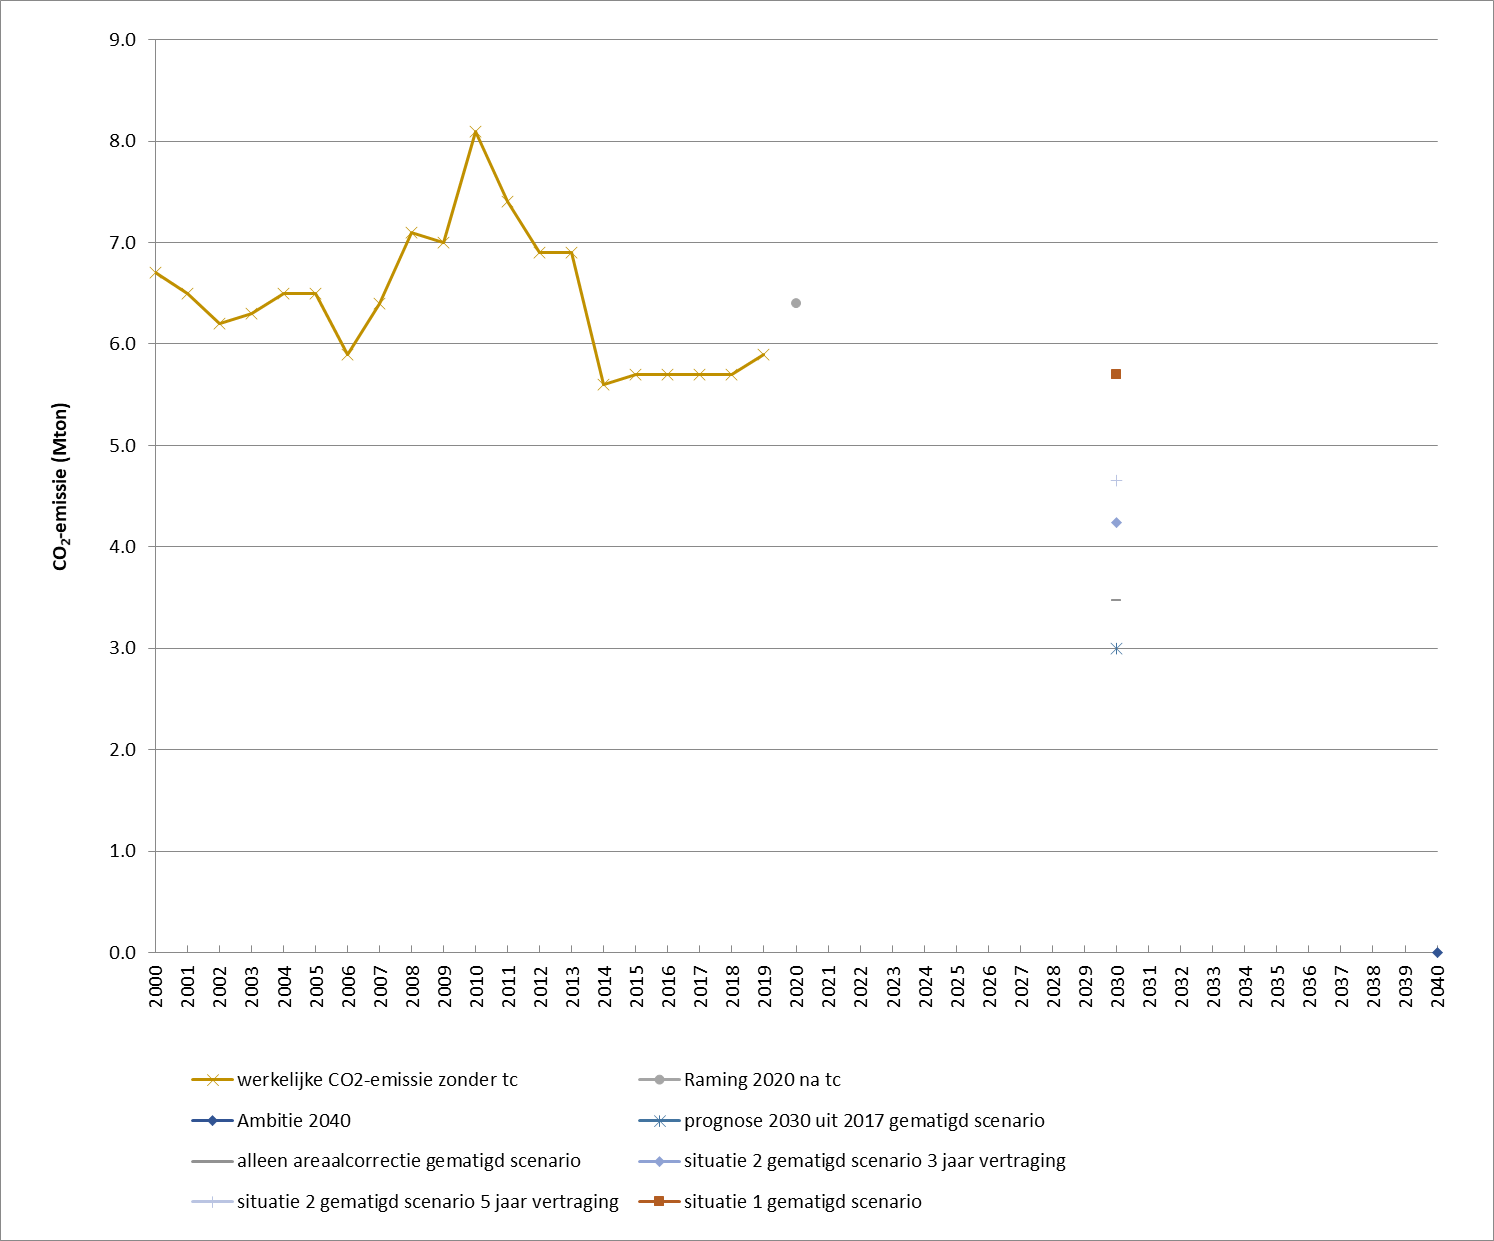 9.0
8.0
7.0
6.0
5.0
4.0
3.0
2.0
1.0
0.0
CO2-emissie (Mton)
2000 2001 2002 2003 2004 2005 2006 2007 2008 2009 2010 2011 2012 2013 2014 2015 2016 2017 2018 2019 2020 2021 2022 2023 2024 2025 2026 2027 2028 2029 2030 2031 2032 2033 2034 2035 2036 2037 2038 2039 2040
werkelijke CO2-emissie zonder tc
Raming 2020 na tc
Ambitie 2040
prognose 2030 uit 2017 gematigd scenario
alleen areaalcorrectie gematigd scenario
situatie 2 gematigd scenario 3 jaar vertraging
situatie 2 gematigd scenario 5 jaar vertraging
situatie 1 gematigd scenario